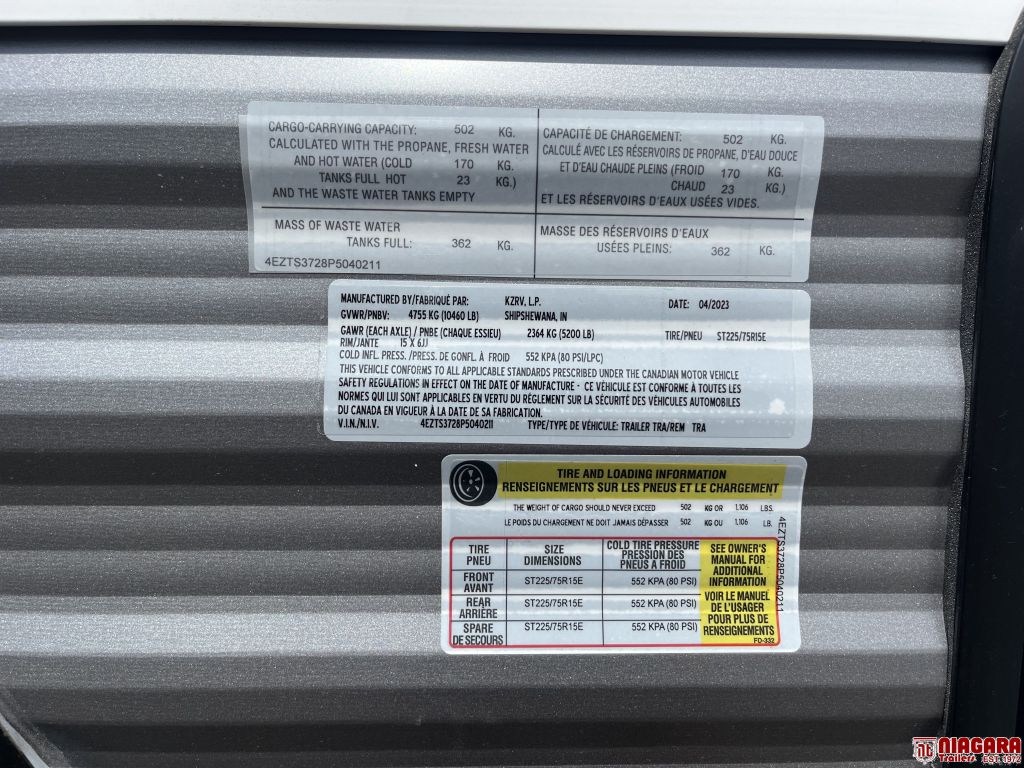 CARGO-CARRYING CAPACITY: 502 KG.
CALCULATED WITH THE PROPANE, FRESH WATER
AND HOT WATER (COLD 170 KG.
TANKS FULL HOT 23 KG.)
AND THE WASTE WATER TANKS EMPTY
MASS OF WASTE WATER
TANKS FULL: 362 KG.
4EZTS3728P5040211
CAPACITÉ DE CHARGEMENT: 502 KG.
CALCULÉ AVEC LES RÉSERVOIRS DE PROPANE, D'EAU DOUCE
ET D'EAU CHAUDE PLEINS (FROID 170 KG.
CHAUD 23 KG.)
ET LES RÉSERVOIRS D'EAUX USÉES VIDES.
MASSE DES RÉSERVOIRS D'EAUX
USÉES PLEINS: 362 KG.
MANUFACTURED BY/FABRIQUÉ PAR: KZRV, L.P. DATE: 04/2023
GVWR/PNBV: 4755 KG (10460 LB) SHIPSHEWANA, IN
GAWR (EACH AXLE) / PNBE (CHAQUE ESSIEU) 2364 KG (5200 LB) TIRE/PNEU ST225/75R15E
RIM/JANTE 15 X 6JJ
COLD INFL. PRESS./PRESS. DE GONFL. À FROID 552 KPA (80 PSI/LPC)
THIS VEHICLE CONFORMS TO ALL APPLICABLE STANDARDS PRESCRIBED UNDER THE CANADIAN MOTOR VEHICLE
SAFETY REGULATIONS IN EFFECT ON THE DATE OF MANUFACTURE - CE VÉHICULE EST CONFORME À TOUTES LES
NORMES QUI LUI SONT APPLICABLES EN VERTU DU RÉGLEMENT SUR LA SÉCURITÉ DES VÉHICULES AUTOMOBILES
DU CANADA EN VIGUEUR À LA DATE DE SA FABRICATION.
V.I.N./N.I.V. 4EZTS3728P5040211 TYPE/TYPE DE VÉHICULE: TRAILER TRA/REM TRA
TIRE AND LOADING INFORMATION
RENSEIGNEMENTS SUR LES PNEUS ET LE CHARGEMENT
THE WEIGHT OF CARGO SHOULD NEVER EXCEED 502 KG OR 1,106 LBS.
LE POIDS DU CHARGEMENT NE DOIT JAMAIS DÉPASSER 502 KG OU 1,106 LB.
TIRE
PNEU
SIZE
DIMENSIONS
COLD TIRE PRESSURE
PRESSION DES
PNEUS A FROID
FRONT
AVANT
ST225/75R15E 552 KPA (80 PSI)
REAR
ARRIÈRE
ST225/75R15E 552 KPA (80 PSI)
SPARE
DE SECOURS
ST225/75R15E 552 KPA (80 PSI)
SEE OWNER'S
MANUAL FOR
ADDITIONAL
INFORMATION
VOIR LE MANUEL
DE L'USAGER
POUR PLUS DE
RENSEIGNEMENTS
FD-332
4EZTS3728P5040211
NIAGARA
Trailers EST. 1972